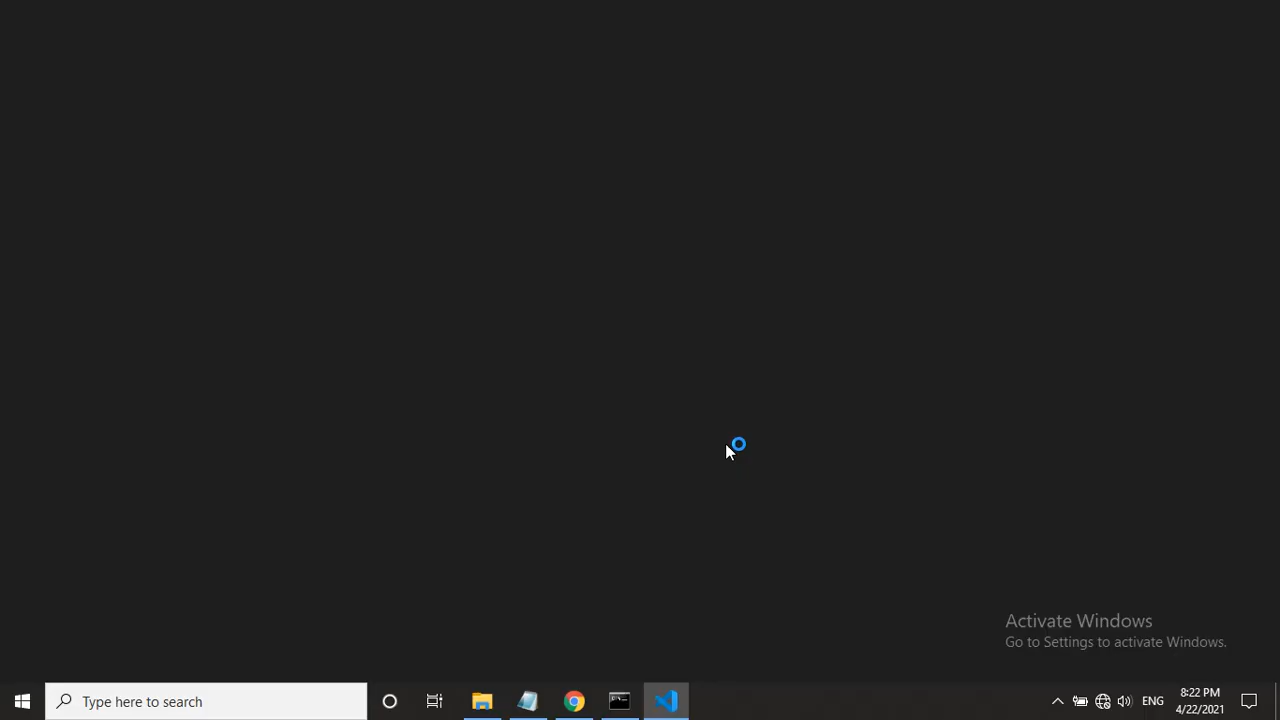 Activate Windows
Go to Settings to activate Windows.
Type here to search
ENG
8:22 PM
4/22/2021